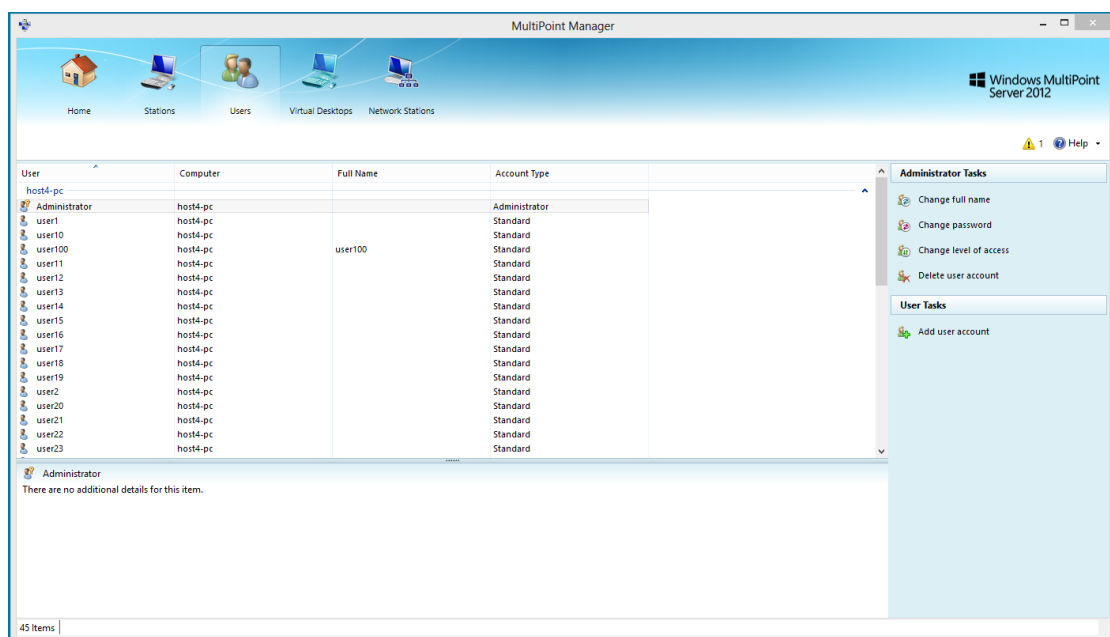 MultiPoint Manager
Home Stations Users Virtual Desktops Network Stations
Windows MultiPoint
Server 2012
1 Help
User Computer Full Name Account Type
host4-pc
Administrator host4-pc Administrator
user1 host4-pc Standard
user10 host4-pc Standard
user100 host4-pc user100 Standard
user11 host4-pc Standard
user12 host4-pc Standard
user13 host4-pc Standard
user14 host4-pc Standard
user15 host4-pc Standard
user16 host4-pc Standard
user17 host4-pc Standard
user18 host4-pc Standard
user19 host4-pc Standard
user2 host4-pc Standard
user20 host4-pc Standard
user21 host4-pc Standard
user22 host4-pc Standard
user23 host4-pc Standard
Administrator
There are no additional details for this item.
Administrator Tasks
Change full name
Change password
Change level of access
Delete user account
User Tasks
Add user account
45 Items